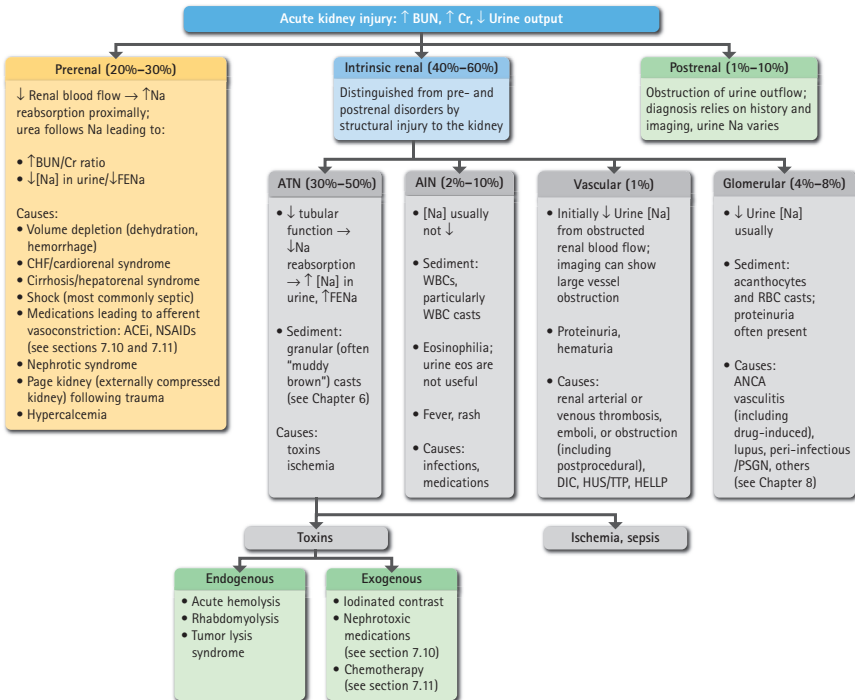 Acute kidney injury: ↑ BUN, ↑ Cr, ↓ Urine output
Prerenal (20%–30%)
↓ Renal blood flow → ↑Na
reabsorption proximally;
urea follows Na leading to:
• ↑BUN/Cr ratio
• ↓[Na] in urine/↓FENa
Causes:
• Volume depletion (dehydration,
hemorrhage)
• CHF/cardiorenal syndrome
• Cirrhosis/hepatorenal syndrome
• Shock (most commonly septic)
• Medications leading to afferent
vasoconstriction: ACEi, NSAIDs
(see sections 7.10 and 7.11)
• Nephrotic syndrome
• Page kidney (externally compressed
kidney) following trauma
• Hypercalcemia
Intrinsic renal (40%–60%)
Distinguished from pre- and
postrenal disorders by
structural injury to the kidney
Postrenal (1%–10%)
Obstruction of urine outflow;
diagnosis relies on history and
imaging, urine Na varies
ATN (30%–50%)
• ↓ tubular
function →
↓Na
reabsorption
→ ↑ [Na] in
urine, ↑FENa
• Sediment:
granular (often
“muddy
brown”) casts
(see Chapter 6)
Causes:
toxins
ischemia
AIN (2%–10%)
• [Na] usually
not ↓
• Sediment:
WBCs,
particularly
WBC casts
• Eosinophilia;
urine eos are
not useful
• Fever, rash
• Causes:
infections,
medications
Vascular (1%)
• Initially ↓ Urine [Na]
from obstructed
renal blood flow;
imaging can show
large vessel
obstruction
• Proteinuria,
hematuria
• Causes:
renal arterial or
venous thrombosis,
emboli, or obstruction
(including
postprocedural),
DIC, HUS/TTP, HELLP
Glomerular (4%–8%)
• ↓ Urine [Na]
usually
• Sediment:
acanthocytes
and RBC casts;
proteinuria
often present
• Causes:
ANCA
vasculitis
(including
drug-induced),
lupus, peri-infectious
/PSGN, others
(see Chapter 8)
Toxins
Ischemia, sepsis
Endogenous
• Acute hemolysis
• Rhabdomyolysis
• Tumor lysis
syndrome
Exogenous
• Iodinated contrast
• Nephrotoxic
medications
(see section 7.10)
• Chemotherapy
(see section 7.11)